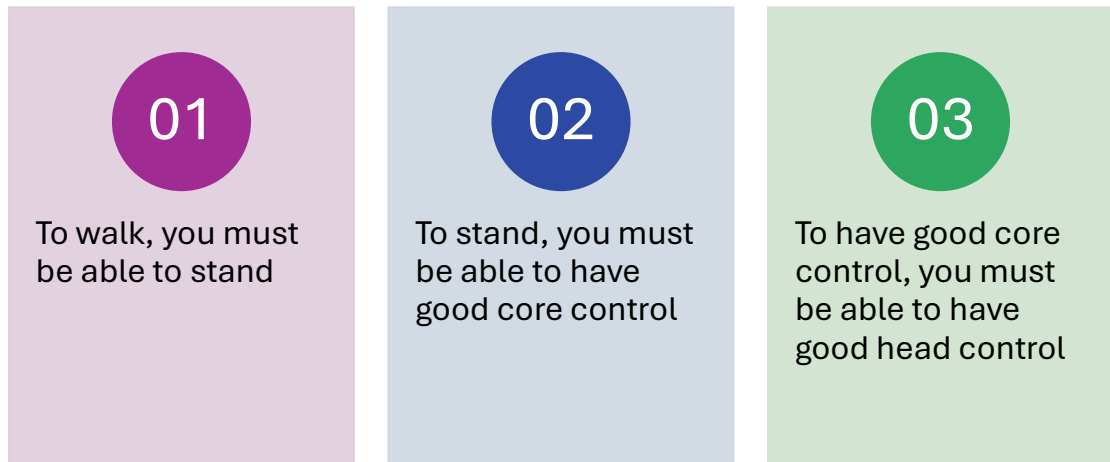 01
To walk, you must
be able to stand
02
To stand, you must
be able to have
good core control
03
To have good core
control, you must
be able to have
good head control